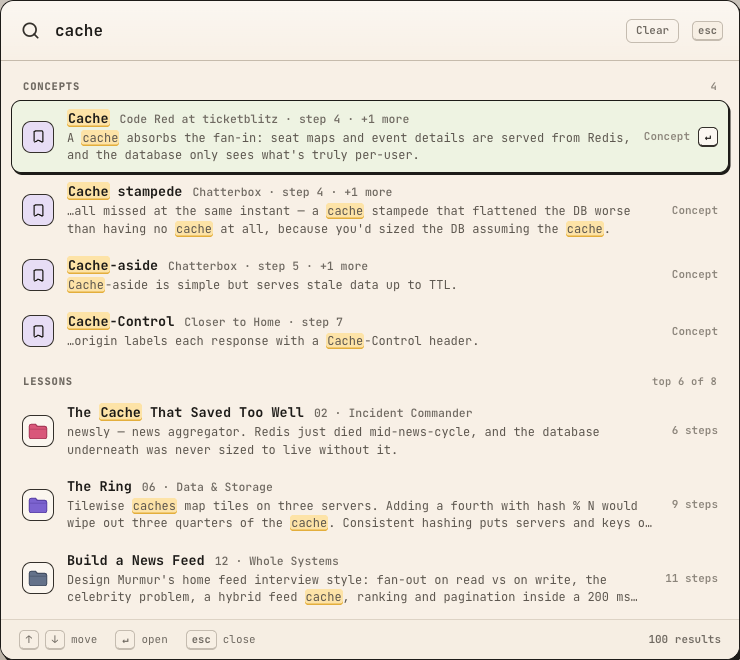 cache
Clear esc
CONCEPTS 4
Cache Code Red at ticketblitz · step 4 · +1 more
A cache absorbs the fan-in: seat maps and event details are served from Redis, Concept ↵
and the database only sees what's truly per-user.
Cache stampede Chatterbox · step 4 · +1 more
…all missed at the same instant — a cache stampede that flattened the DB worse Concept
than having no cache at all, because you'd sized the DB assuming the cache.
Cache-aside Chatterbox · step 5 · +1 more
Cache-aside is simple but serves stale data up to TTL. Concept
Cache-Control Closer to Home · step 7
…origin labels each response with a Cache-Control header. Concept
LESSONS top 6 of 8
The Cache That Saved Too Well 02 · Incident Commander
newsly — news aggregator. Redis just died mid-news-cycle, and the database 6 steps
underneath was never sized to live without it.
The Ring 06 · Data & Storage
Tilewise caches map tiles on three servers. Adding a fourth with hash % N would 9 steps
wipe out three quarters of the cache. Consistent hashing puts servers and keys o…
Build a News Feed 12 · Whole Systems
Design Murmur's home feed interview style: fan-out on read vs on write, the 11 steps
celebrity problem, a hybrid feed cache, ranking and pagination inside a 200 ms…
↑ ↓ move ↵ open esc close 100 results